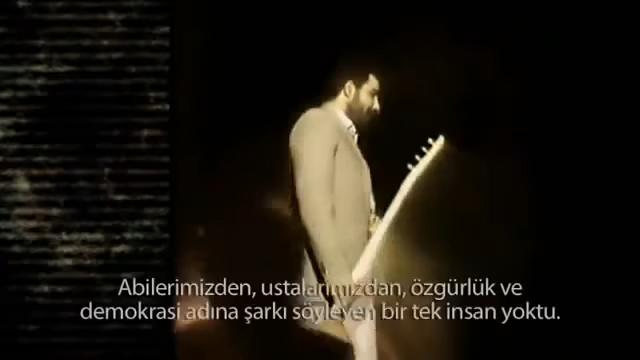 Abilerimizden, ustalarımızdan, özgürlük ve
demokrasi adına şarkı söyleyen bir tek insan yoktu.